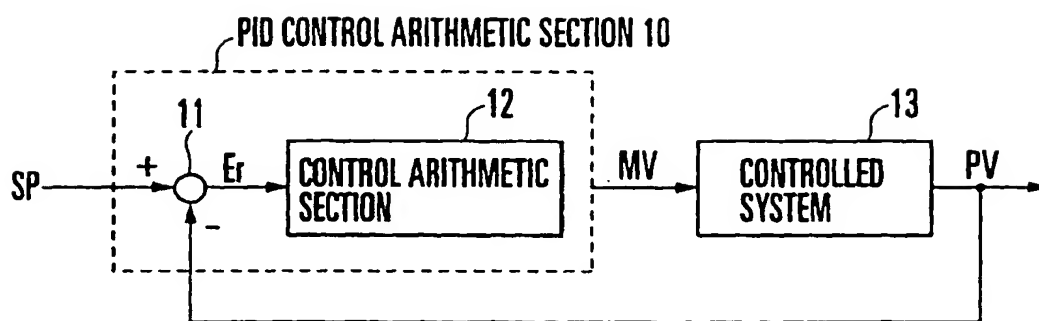 PID CONTROL ARITHMETIC SECTION 10
11
12
13
SP
+
Er
CONTROL ARITHMETIC
SECTION
MV
CONTROLLED
SYSTEM
PV
-